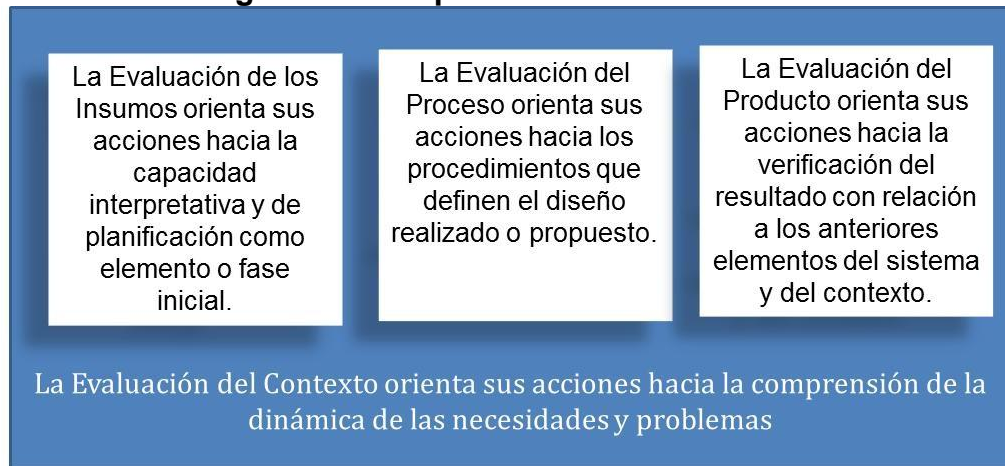 La Evaluación de los
Insumos orienta sus
acciones hacia la
capacidad
interpretativa y de
planificación como
elemento o fase
inicial.
La Evaluación del
Proceso orienta sus
acciones hacia los
procedimientos que
definen el diseño
realizado o propuesto.
La Evaluación del
Producto orienta sus
acciones hacia la
verificación del
resultado con relación
a los anteriores
elementos del sistema
y del contexto.
La Evaluación del Contexto orienta sus acciones hacia la comprensión de la
dinámica de las necesidades y problemas